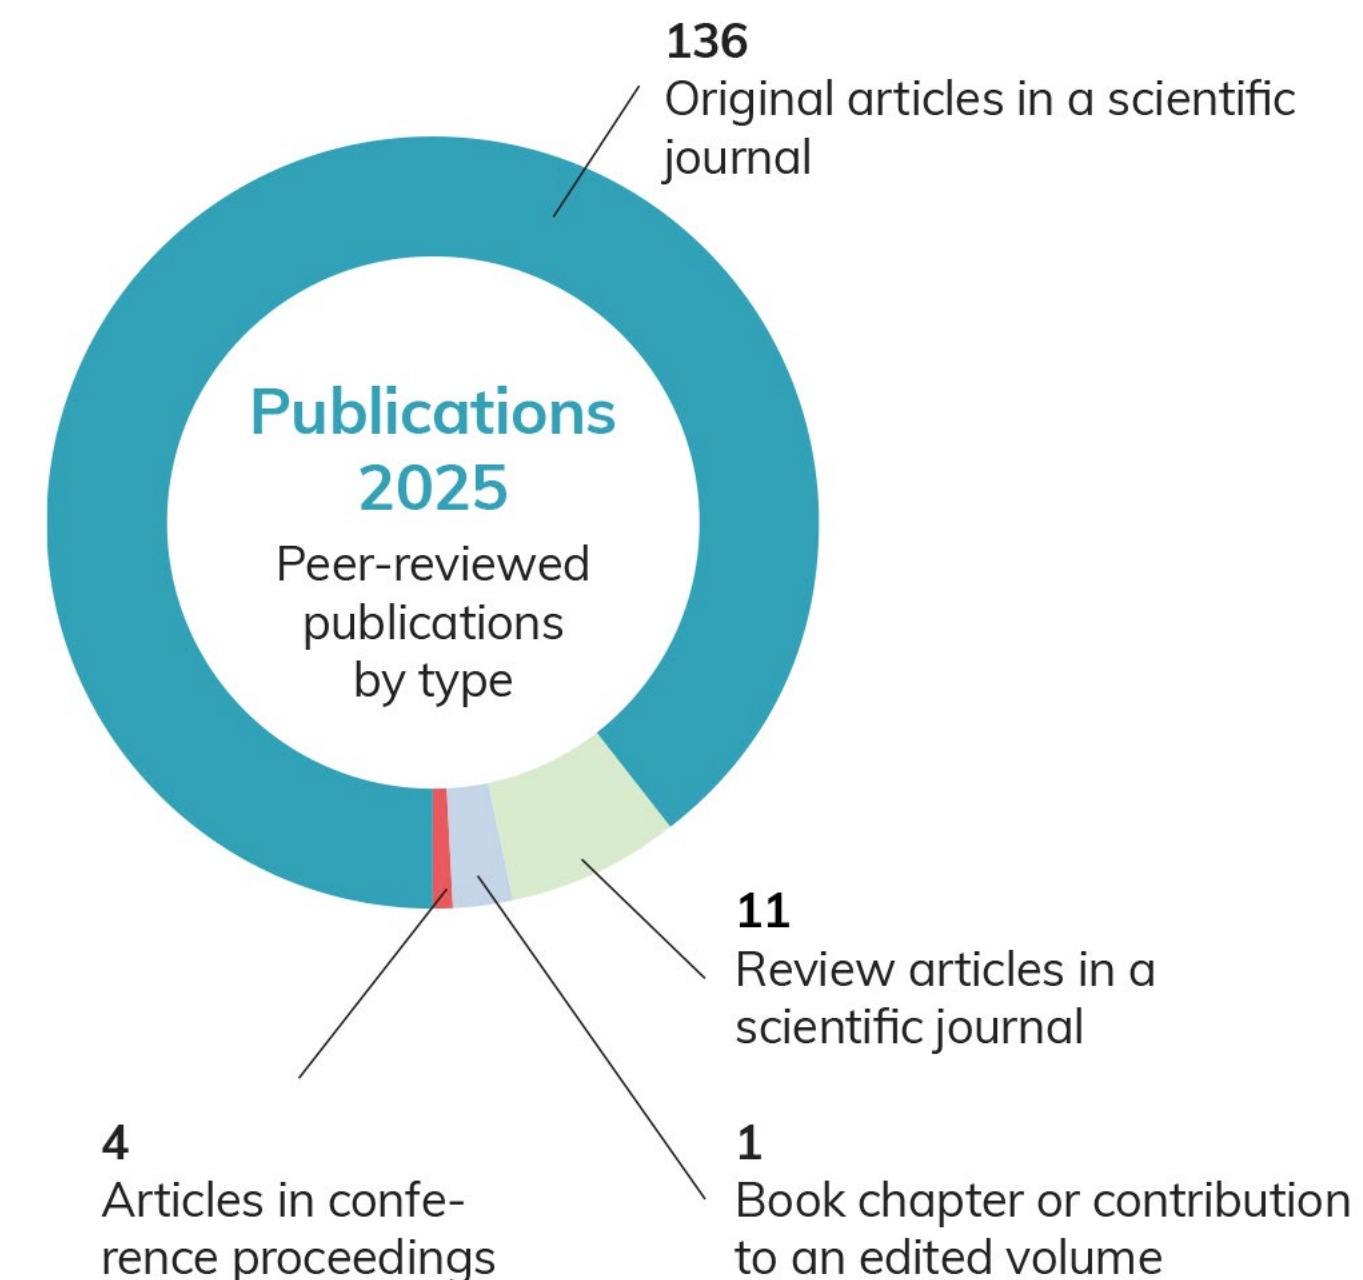 136
Original articles in a scientific
journal
Publications
2025
Peer-reviewed
publications
by type
11
Review articles in a
scientific journal
4
Articles in confe-
rence proceedings
1
Book chapter or contribution
to an edited volume